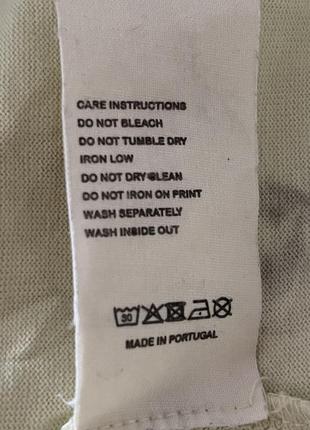 CARE INSTRUCTIONS
DO NOT BLEACH
DO NOT TUMBLE DRY
IRON LOW
DO NOT DRY CLEAN
DO NOT IRON ON PRINT
WASH SEPARATELY
WASH INSIDE OUT
30
MADE IN PORTUGAL